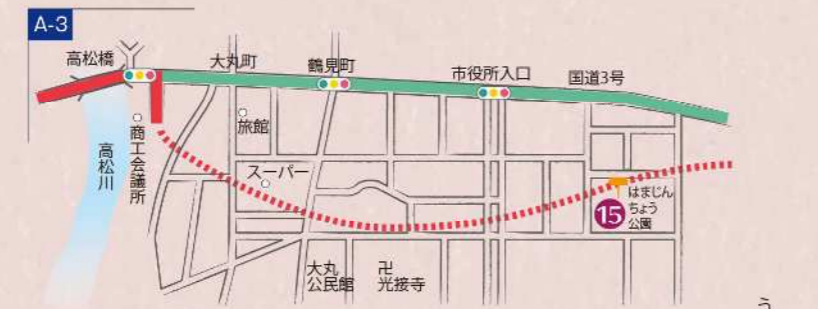 A-3
高松橋
大丸町
鶴見町
市役所入口
国道3号
旅館
商工会議所
高松川
スーパー
はまじん
ちょう
公園
15
大丸
公民館
卍
光接寺
う